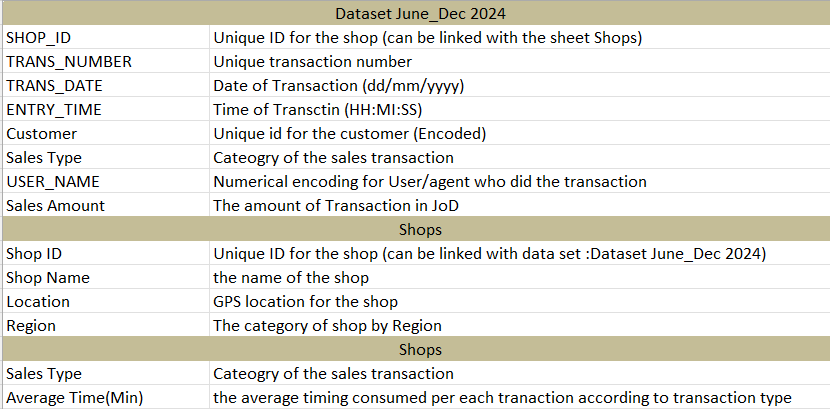 Dataset June_Dec 2024
SHOP_ID Unique ID for the shop (can be linked with the sheet Shops)
TRANS_NUMBER Unique transaction number
TRANS_DATE Date of Transaction (dd/mm/yyyy)
ENTRY_TIME Time of Transctin (HH:MI:SS)
Customer Unique id for the customer (Encoded)
Sales Type Cateogry of the sales transaction
USER_NAME Numerical encoding for User/agent who did the transaction
Sales Amount The amount of Transaction in JoD
Shops
Shop ID Unique ID for the shop (can be linked with data set :Dataset June_Dec 2024)
Shop Name the name of the shop
Location GPS location for the shop
Region The category of shop by Region
Shops
Sales Type Cateogry of the sales transaction
Average Time(Min) the average timing consumed per each tranaction according to transaction type